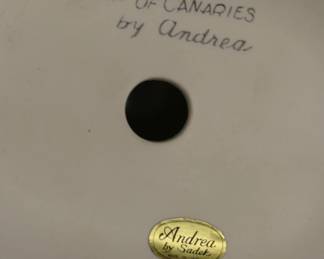 OF CANARIES
by Andrea
Andrea
by Sadek